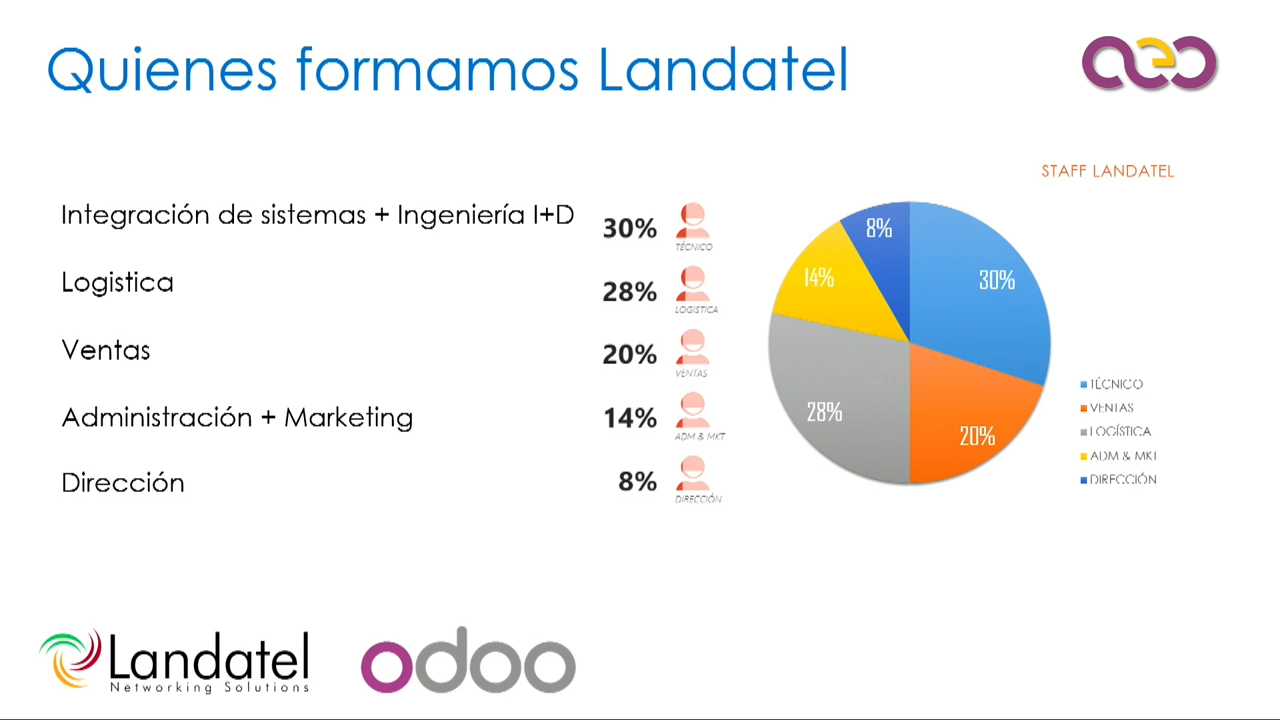 Quienes formamos Landatel
aeo
STAFF LANDATEL
Integración de sistemas + Ingeniería I+D
30%
TÉCNICO
Logistica
28%
LOGISTICA
Ventas
20%
VENTAS
Administración + Marketing
14%
ADM & MKT
Dirección
8%
DIRECCIÓN
8%
30%
14%
28%
20%
TÉCNICO
VENTAS
LOGÍSTICA
ADM & MKT
DIRECCIÓN
Landatel
Networking Solutions
odoo